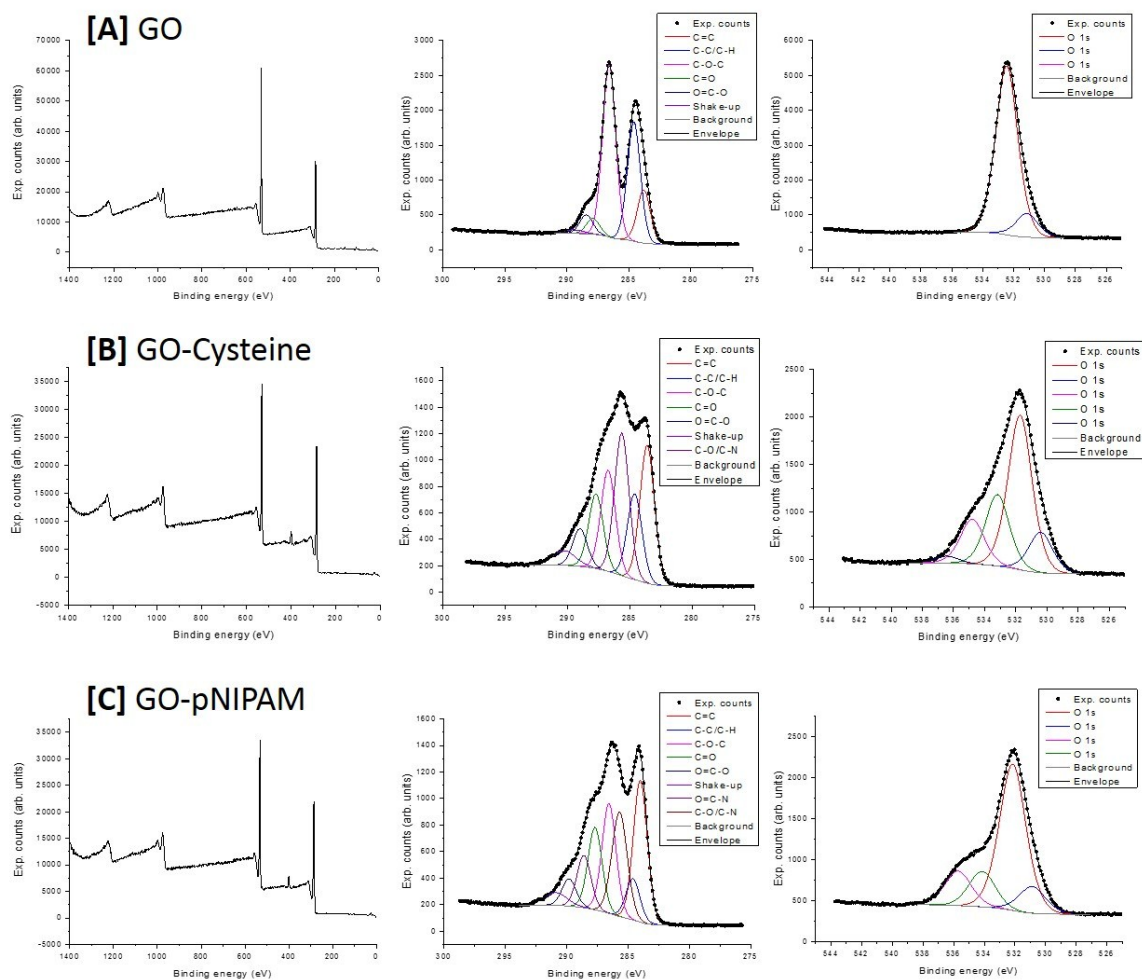 [A] GO
70000
60000
50000
40000
30000
20000
10000
0
Exp. counts (arb. units)
1400 1200 1000 800 600 400 200 0
Binding energy (eV)
3000
2500
2000
1500
1000
500
0
Exp. counts (arb. units)
300 295 290 285 280 275
Binding energy (eV)
Exp. counts
C=C
C-C/C-H
C-O-C
C=O
O=C-O
Shake-up
Background
Envelope
6000
5000
4000
3000
2000
1000
0
Exp. counts (arb. units)
544 542 540 538 536 534 532 530 528 526
Binding energy (eV)
Exp. counts
O 1s
O 1s
O 1s
Background
Envelope
[B] GO-Cysteine
35000
30000
25000
20000
15000
10000
5000
0
-5000
Exp. counts (arb. units)
1400 1200 1000 800 600 400 200 0
Binding energy (eV)
1600
1400
1200
1000
800
600
400
200
0
Exp. counts (arb. units)
300 295 290 285 280 275
Binding energy (eV)
Exp. counts
C=C
C-C/C-H
C-O-C
C=O
O=C-O
Shake-up
C-O/C-N
Background
Envelope
2500
2000
1500
1000
500
0
Exp. counts (arb. units)
544 542 540 538 536 534 532 530 528 526
Binding energy (eV)
Exp. counts
O 1s
O 1s
O 1s
O 1s
O 1s
Background
Envelope
[C] GO-pNIPAM
35000
30000
25000
20000
15000
10000
5000
0
-5000
Exp. counts (arb. units)
1400 1200 1000 800 600 400 200 0
Binding energy (eV)
1600
1400
1200
1000
800
600
400
200
0
Exp. counts (arb. units)
300 295 290 285 280 275
Binding energy (eV)
Exp. counts
C=C
C-C/C-H
C-O-C
C=O
O=C-O
Shake-up
O=C-N
C-O/C-N
Background
Envelope
2500
2000
1500
1000
500
0
Exp. counts (arb. units)
544 542 540 538 536 534 532 530 528 526
Binding energy (eV)
Exp. counts
O 1s
O 1s
O 1s
O 1s
Background
Envelope